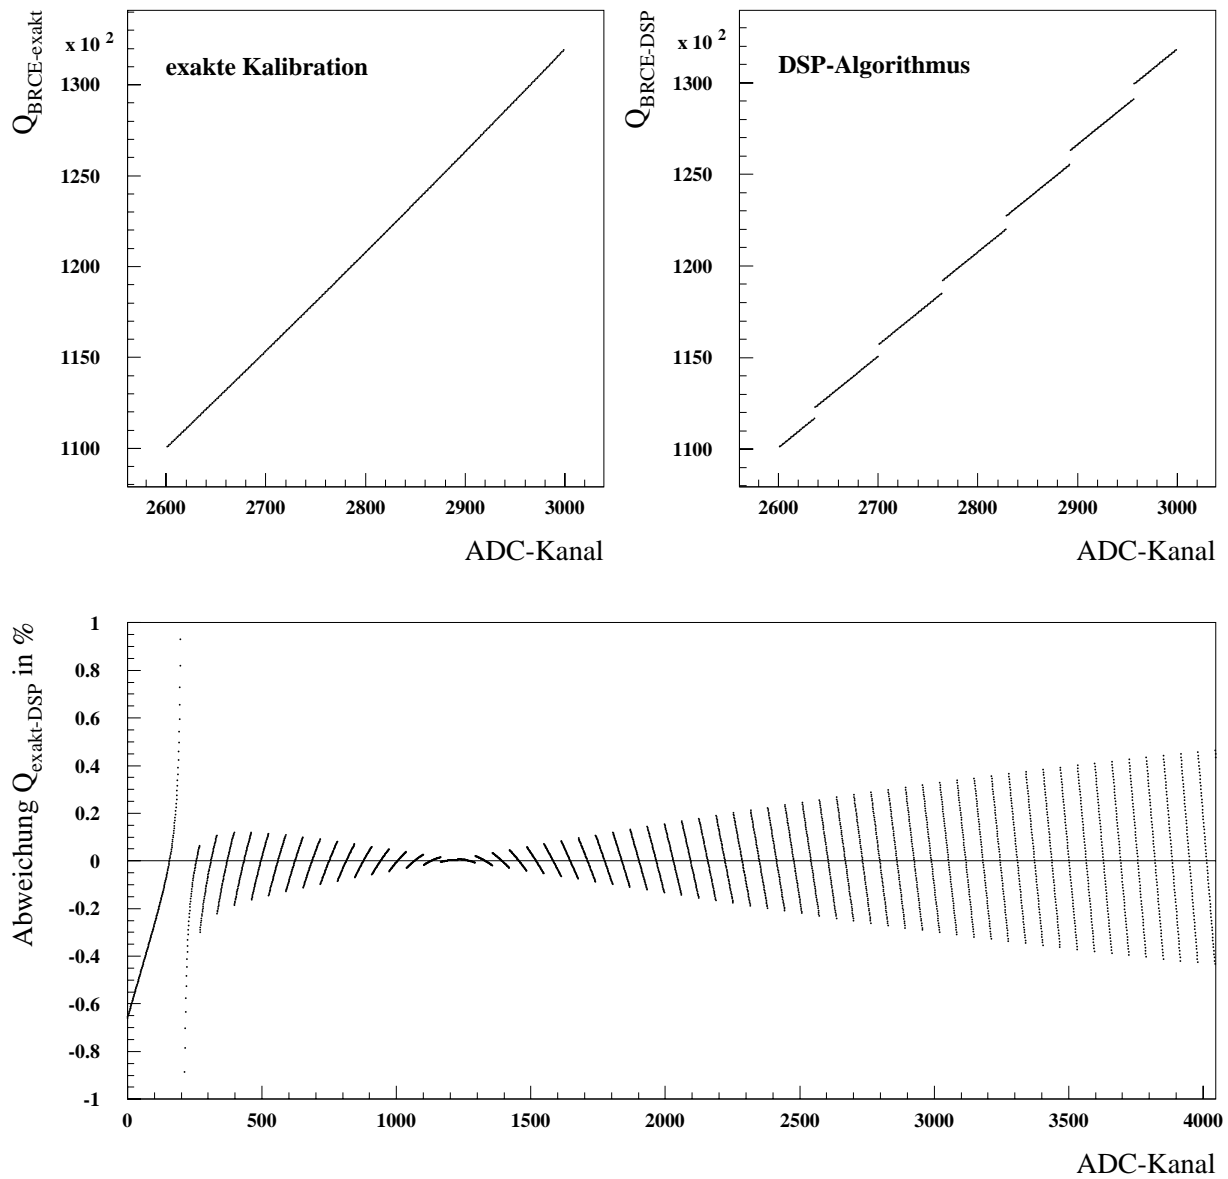 Q_BRCE-exakt
x 10 2
exakte Kalibration
1300
1250
1200
1150
1100
2600 2700 2800 2900 3000
ADC-Kanal
Q_BRCE-DSP
x 10 2
DSP-Algorithmus
1300
1250
1200
1150
1100
2600 2700 2800 2900 3000
ADC-Kanal
Abweichung Q_exakt-DSP in %
1
0.8
0.6
0.4
0.2
0
-0.2
-0.4
-0.6
-0.8
-1
0 500 1000 1500 2000 2500 3000 3500 4000
ADC-Kanal